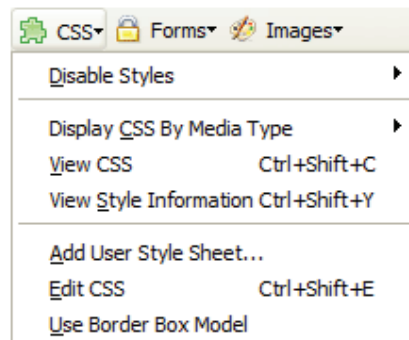 CSS Forms Images
Disable Styles
Display CSS By Media Type
View CSS Ctrl+Shift+C
View Style Information Ctrl+Shift+Y
Add User Style Sheet...
Edit CSS Ctrl+Shift+E
Use Border Box Model